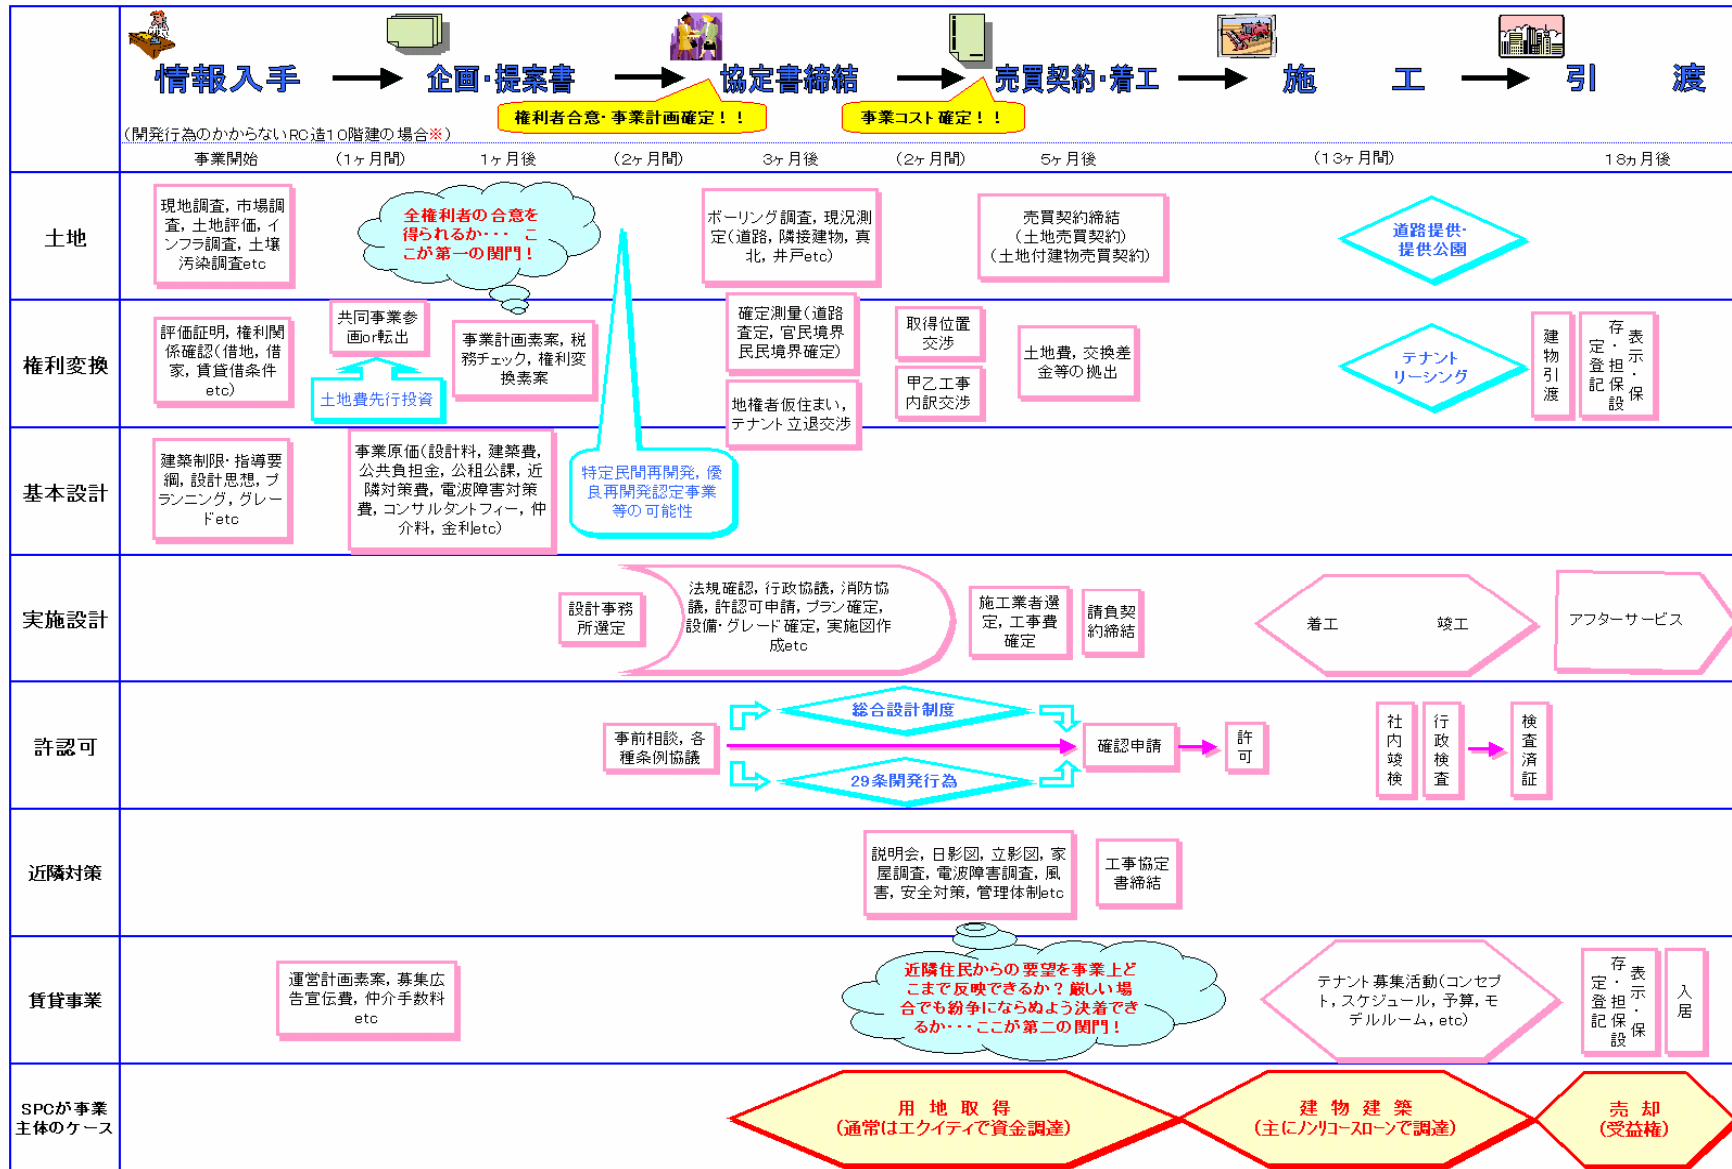 情報入手
企画・提案書
協定書締結
売買契約・着工
施　工
引　渡
権利者合意・事業計画確定！！
事業コスト確定！！
(開発行為のかからないRC造10階建の場合※)
事業開始
(1ヶ月間)
1ヶ月後
(2ヶ月間)
3ヶ月後
(2ヶ月間)
5ヶ月後
(13ヶ月間)
18ヵ月後
土地
現地調査，市場調
査，土地評価，イ
ンフラ調査，土壌
汚染調査etc
全権利者の合意を
得られるか･･･　こ
こが第一の関門！
ボーリング調査，現況測
定(道路，隣接建物，真
北，井戸etc)
売買契約締結
(土地売買契約)
(土地付建物売買契約)
道路提供・
提供公園
権利変換
評価証明，権利関
係確認(借地，借
家，賃貸借条件
etc)
共同事業参
画or転出
土地費先行投資
事業計画素案，税
務チェック，権利変
換素案
確定測量(道路
査定，官民境界
民民境界確定)
地権者仮住まい，
テナント立退交渉
取得位置
交渉
甲乙工事
内訳交渉
土地費，交換差
金等の拠出
テナント
リーシング
建物引渡
表示・保
存・担保設
定登記
基本設計
建築制限・指導要
綱，設計思想，プ
ランニング，グレー
ドetc
事業原価(設計料，建築費，
公共負担金，公租公課，近
隣対策費，電波障害対策
費，コンサルタントフィー，仲
介料，金利etc)
特定民間再開発，優
良再開発認定事業
等の可能性
実施設計
設計事務
所選定
法規確認，行政協議，消防協
議，許認可申請，プラン確定，
設備・グレード確定，実施図作
成etc
施工業者選
定，工事費
確定
請負契
約締結
着工
竣工
アフターサービス
許認可
事前相談，各
種条例協議
総合設計制度
29条開発行為
確認申請
許可
社内竣検
行政検査
検査済証
近隣対策
説明会，日影図，立影図，家
屋調査，電波障害調査，風
害，安全対策，管理体制etc
工事協定
書締結
賃貸事業
運営計画素案，募集広
告宣伝費，仲介手数料
etc
近隣住民からの要望を事業上ど
こまで反映できるか？厳しい場
合でも紛争にならぬよう決着でき
るか･･･ここが第二の関門！
テナント募集活動(コンセプ
ト，スケジュール，予算，モ
デルルーム，etc)
表示・保
存・担保設
定登記
入居
SPCが事業
主体のケース
用 地 取 得
(通常はエクイティで資金調達)
建 物 建 築
(主にノンリコースローンで調達)
売 却
(受益権)